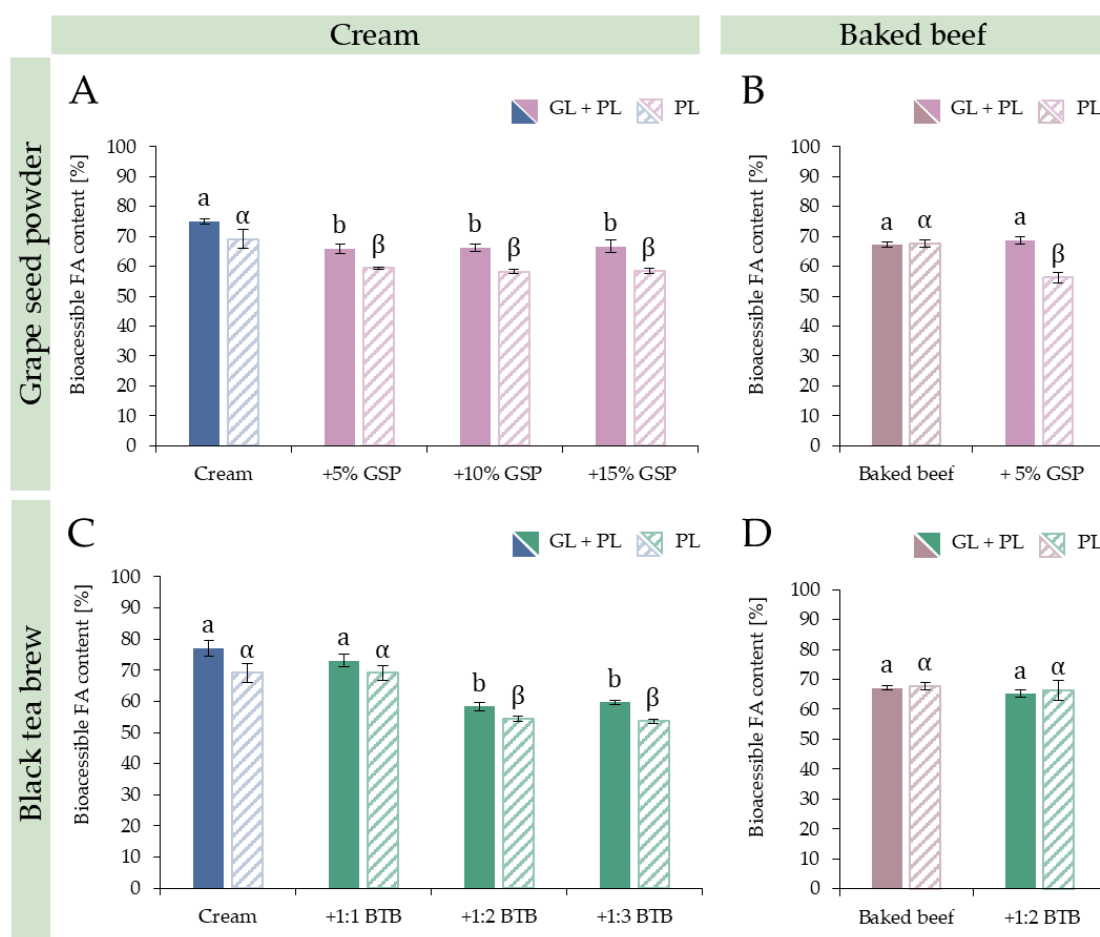 Cream
Baked beef
Grape seed powder
A
GL + PL
PL
Bioacessible FA content [%]
100
90
80
70
60
50
40
30
20
10
0
a
α
b
β
b
β
b
β
Cream
+5% GSP
+10% GSP
+15% GSP
B
GL + PL
PL
Bioacessible FA content [%]
100
90
80
70
60
50
40
30
20
10
0
a
α
a
β
Baked beef
+ 5% GSP
Black tea brew
C
GL + PL
PL
Bioacessible FA content [%]
100
90
80
70
60
50
40
30
20
10
0
a
α
a
α
b
β
b
β
Cream
+1:1 BTB
+1:2 BTB
+1:3 BTB
D
GL + PL
PL
Bioacessible FA content [%]
100
90
80
70
60
50
40
30
20
10
0
a
α
a
α
Baked beef
+1:2 BTB